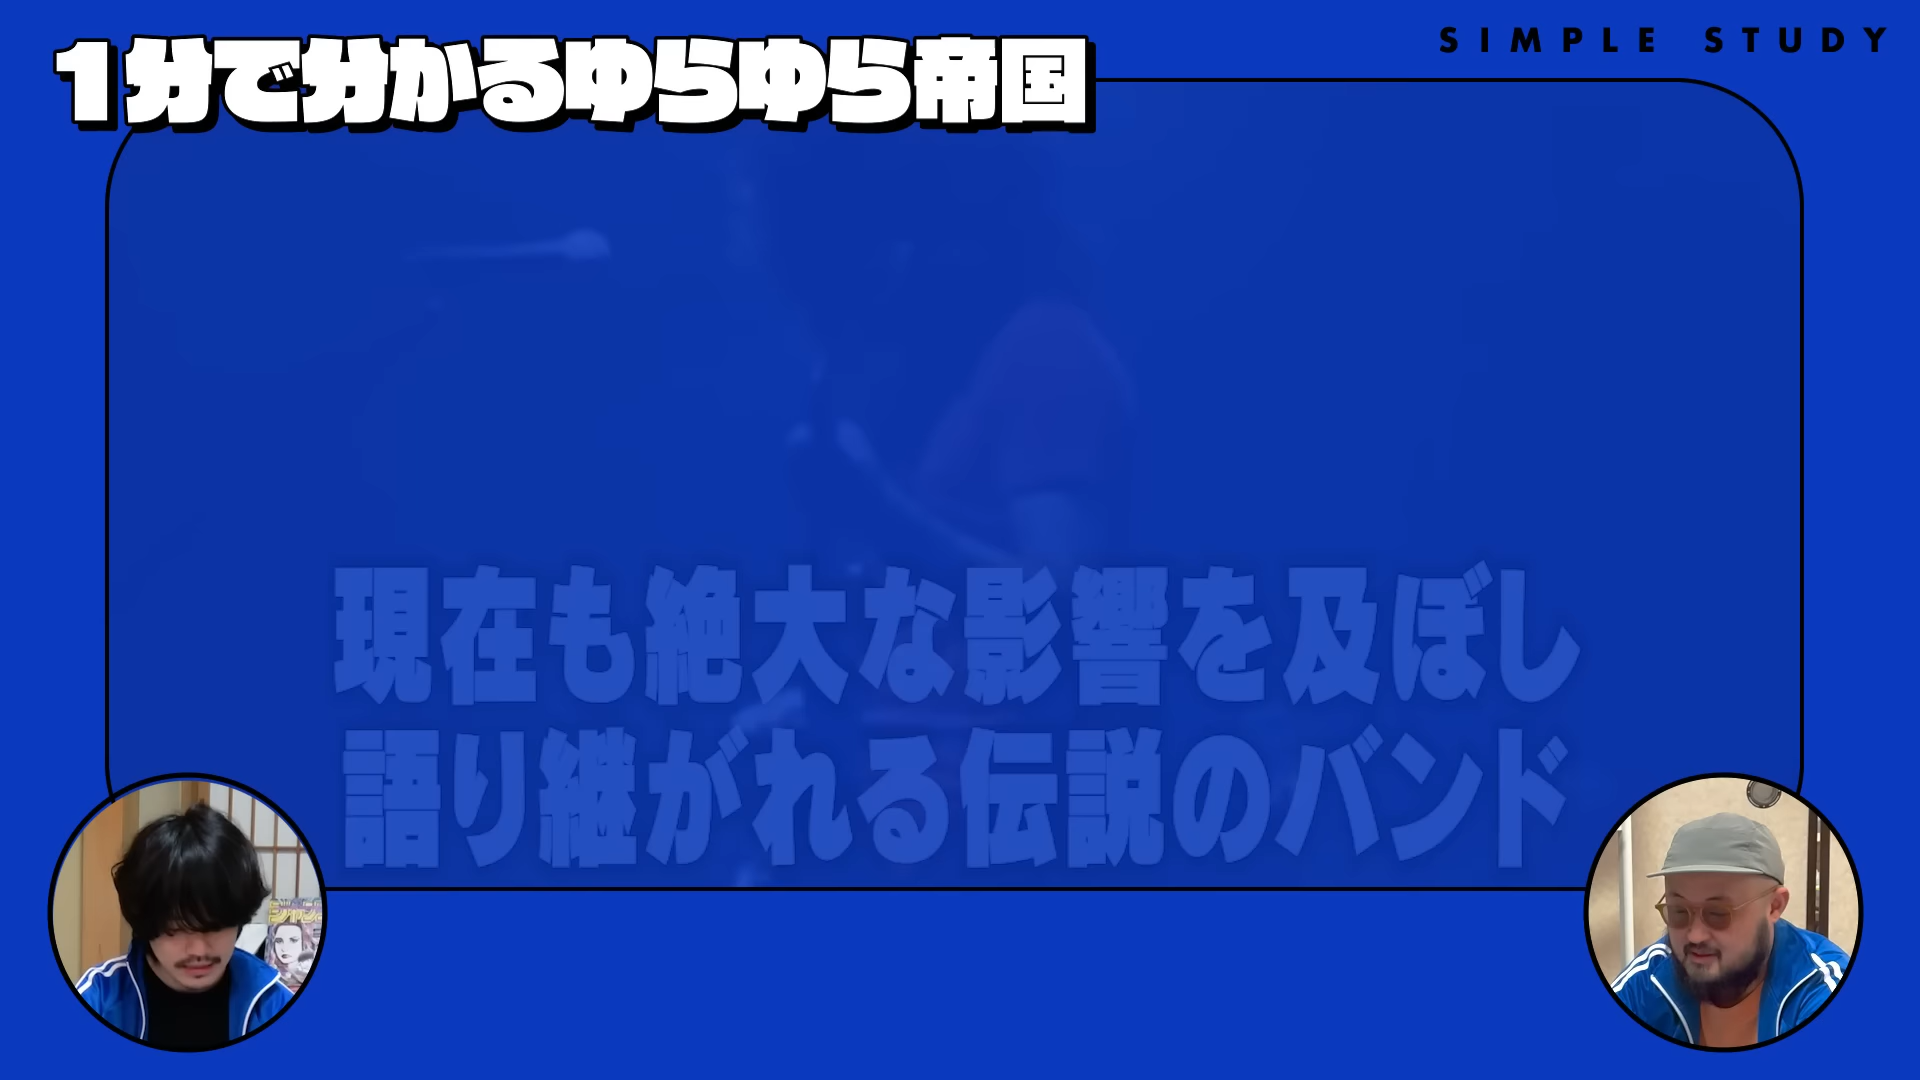 1分で分かるゆらゆら帝国
SIMPLE STUDY
現在も絶大な影響を及ぼし
語り継がれる伝説のバンド